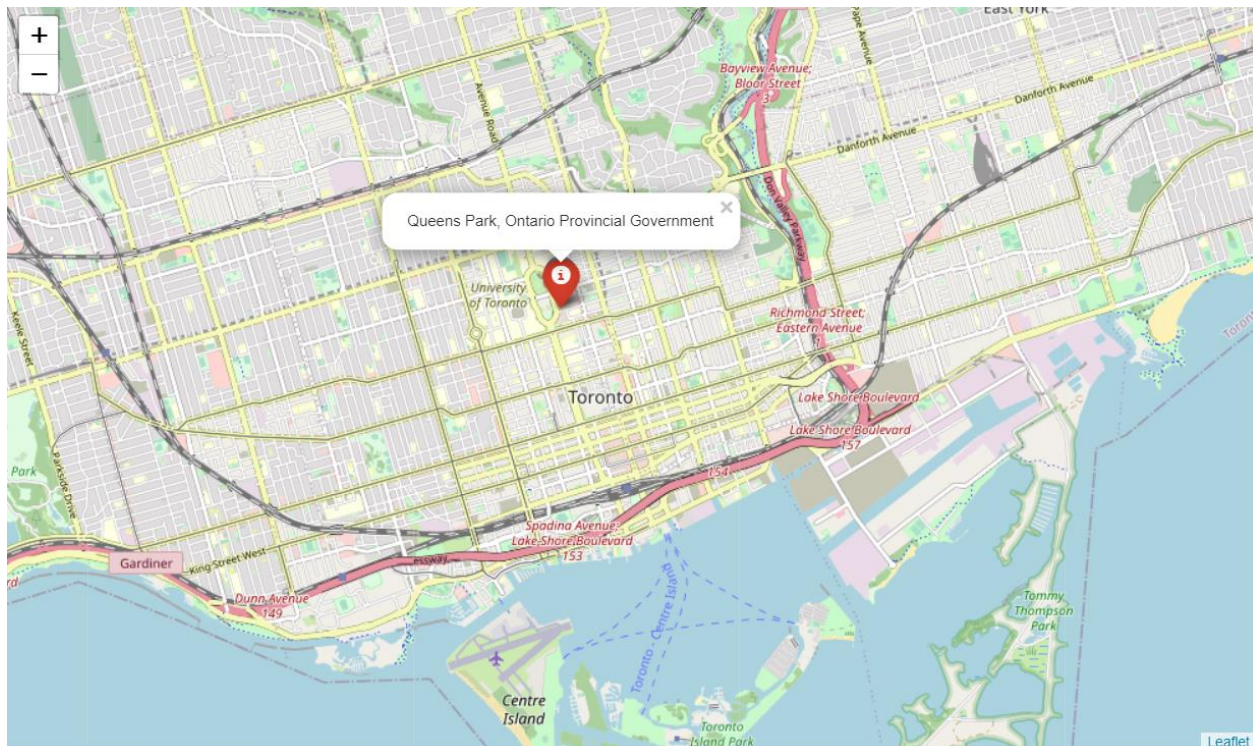 +
−
East York
Pape Avenue
Bayview Avenue;
Bloor Street
3
Avenue Road
Danforth Avenue
Danforth Avenue
Don Valley Parkway
×
Queens Park, Ontario Provincial Government
i
University
of Toronto
Richmond Street;
Eastern Avenue
1
Keele Street
Toronto
Toronto
Lake Shore Boulevard
Lake Shore Boulevard
157
154
Park
Parkside Drive
Spadina Avenue;
Lake Shore Boulevard
153
essway
King Street West
Gardiner
Dunn Avenue
149
Toronto - Centre Island
Tommy
Thompson
Park
Centre
Island
Toronto
Island Park
Leaflet